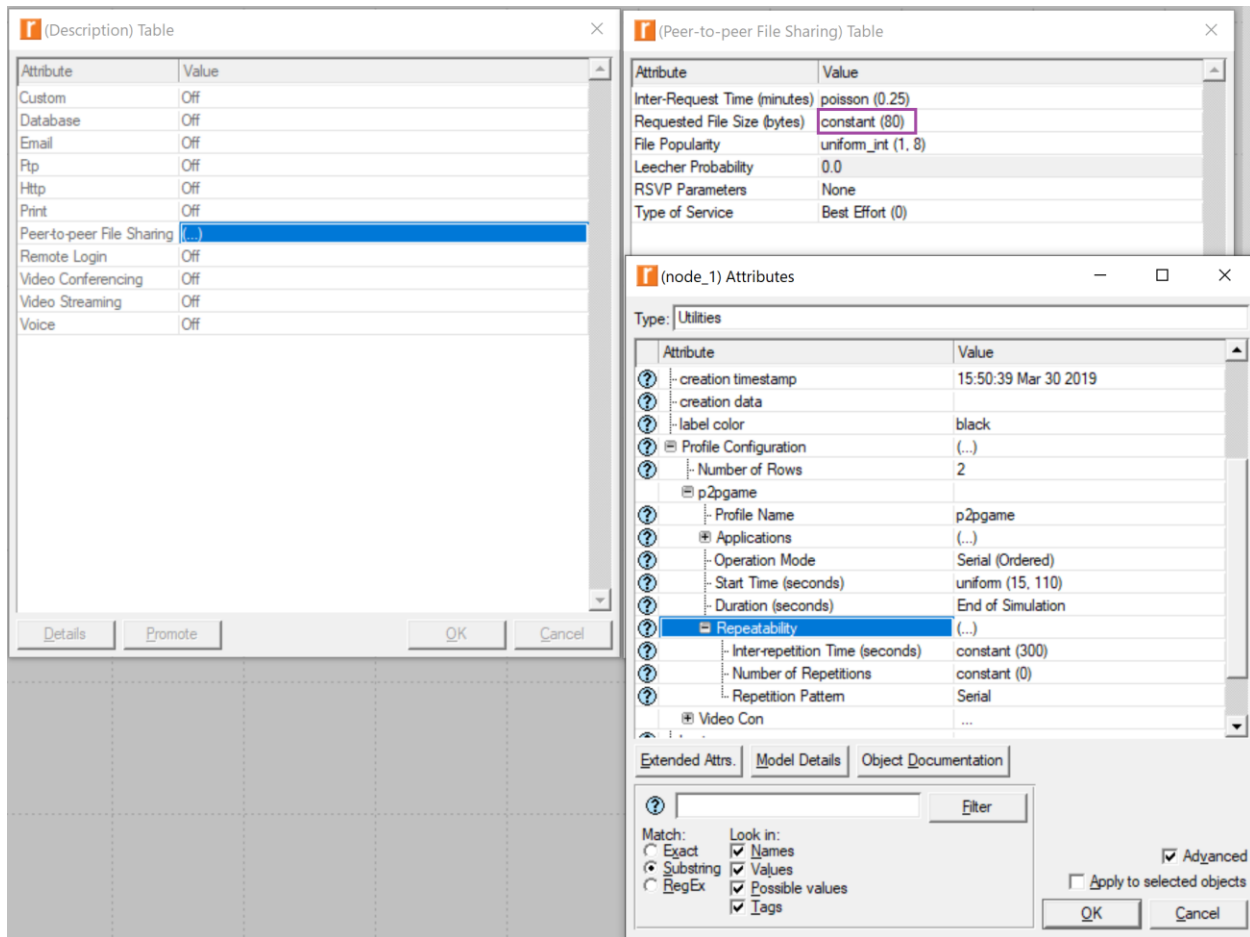 (Description) Table
Attribute Value
Custom Off
Database Off
Email Off
Ftp Off
Http Off
Print Off
Peer-to-peer File Sharing (...)
Remote Login Off
Video Conferencing Off
Video Streaming Off
Voice Off
Details Promote OK Cancel
(Peer-to-peer File Sharing) Table
Attribute Value
Inter-Request Time (minutes) poisson (0.25)
Requested File Size (bytes) constant (80)
File Popularity uniform_int (1, 8)
Leecher Probability 0.0
RSVP Parameters None
Type of Service Best Effort (0)
(node_1) Attributes
Type: Utilities
Attribute Value
creation timestamp 15:50:39 Mar 30 2019
creation data
label color black
Profile Configuration (...)
Number of Rows 2
p2pgame
Profile Name p2pgame
Applications (...)
Operation Mode Serial (Ordered)
Start Time (seconds) uniform (15, 110)
Duration (seconds) End of Simulation
Repeatability (...)
Inter-repetition Time (seconds) constant (300)
Number of Repetitions constant (0)
Repetition Pattern Serial
Video Con ...
Extended Attrs. Model Details Object Documentation
Filter
Match: Look in:
Exact Names
Substring Values
RegEx Possible values
Tags
Advanced
Apply to selected objects
OK Cancel